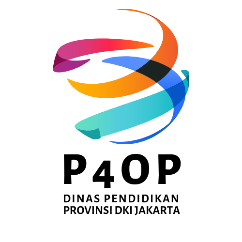 P4OP
DINAS PENDIDIKAN
PROVINSI DKI JAKARTA